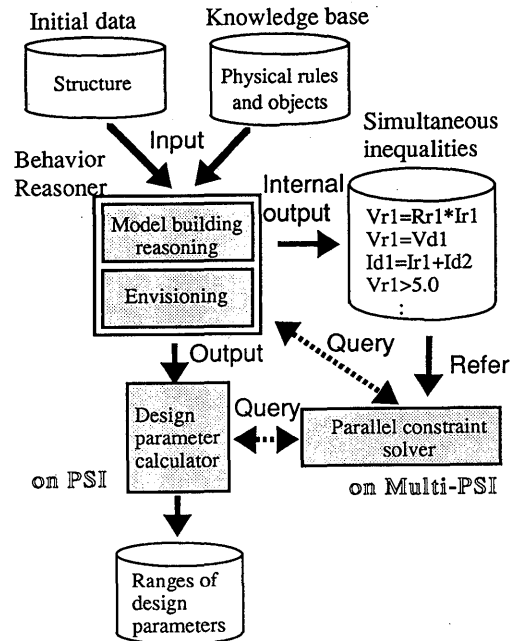 Initial data
Knowledge base
Structure
Physical rules
and objects
Input
Simultaneous
inequalities
Behavior
Reasoner
Internal
output
Model building
reasoning
Envisioning
Vr1=Rr1*Ir1
Vr1=Vd1
Id1=Ir1+Id2
Vr1>5.0
:
Output
Query
Refer
Design
parameter
calculator
Query
Parallel constraint
solver
on PSI
on Multi-PSI
Ranges of
design
parameters